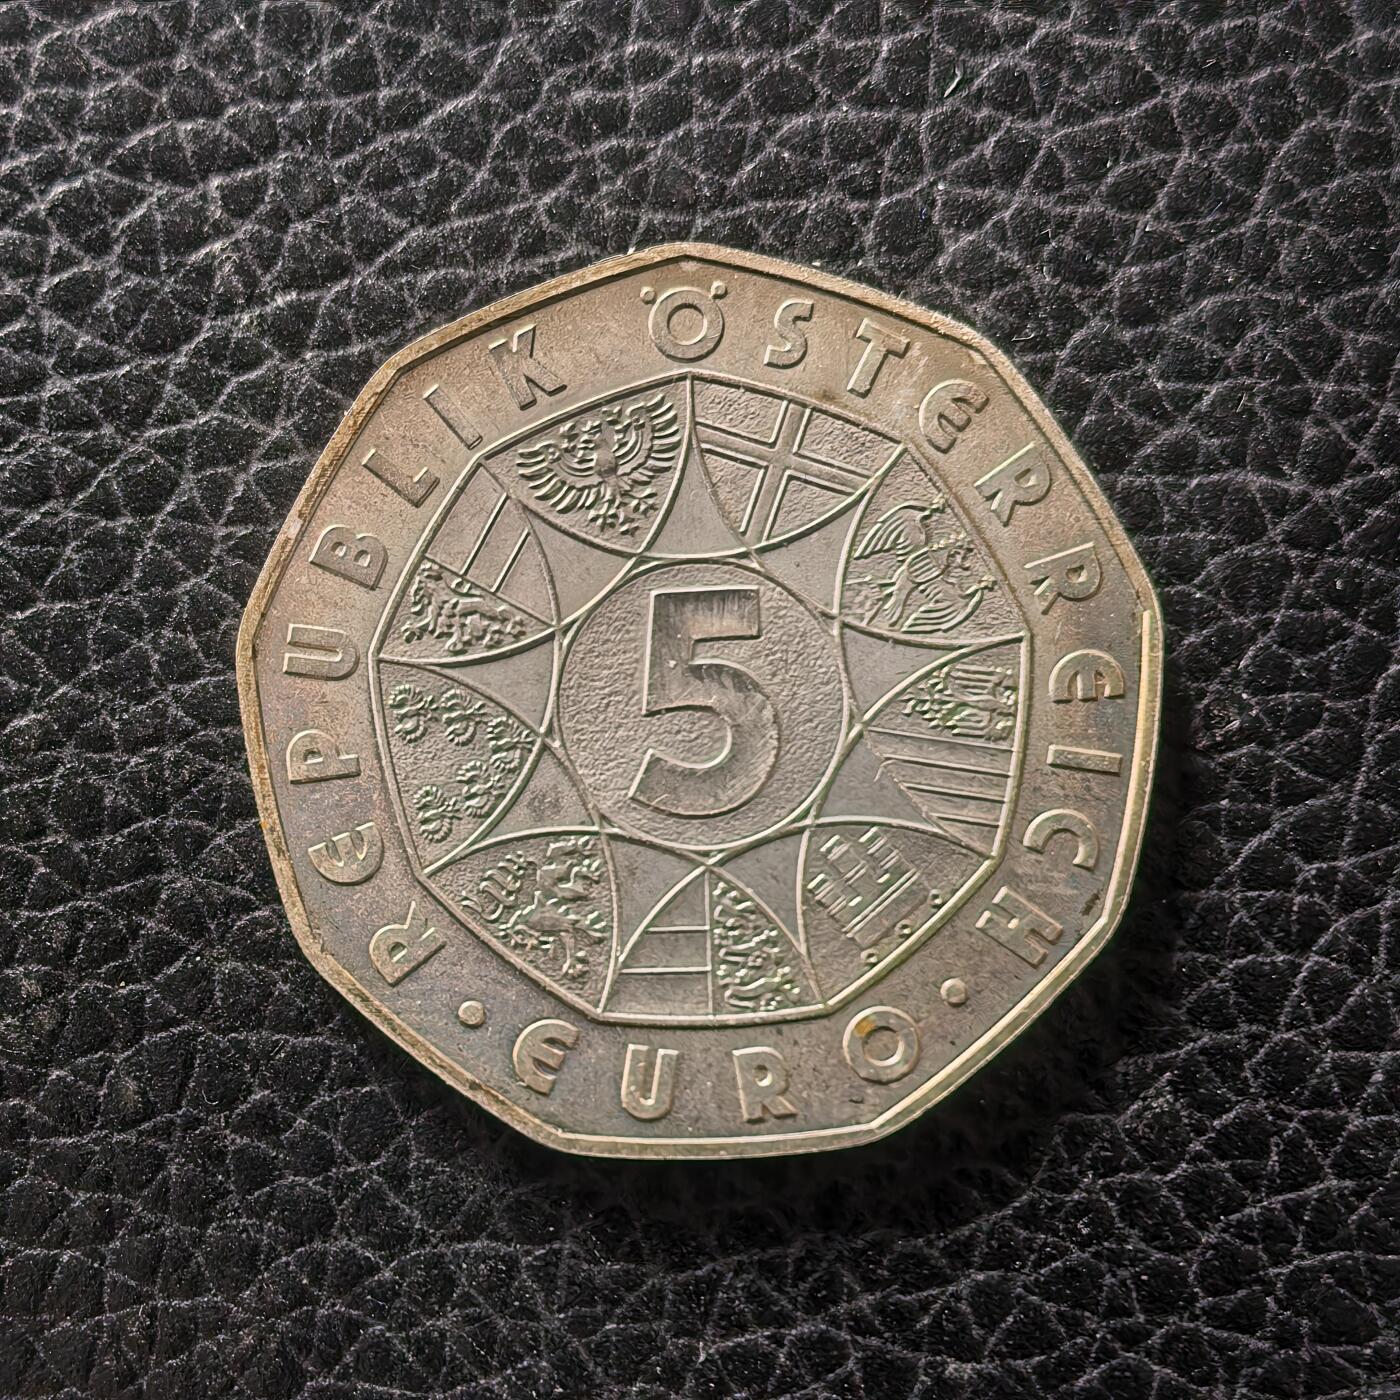 REPUBLIK ÖSTERREICH
5
• EURO •